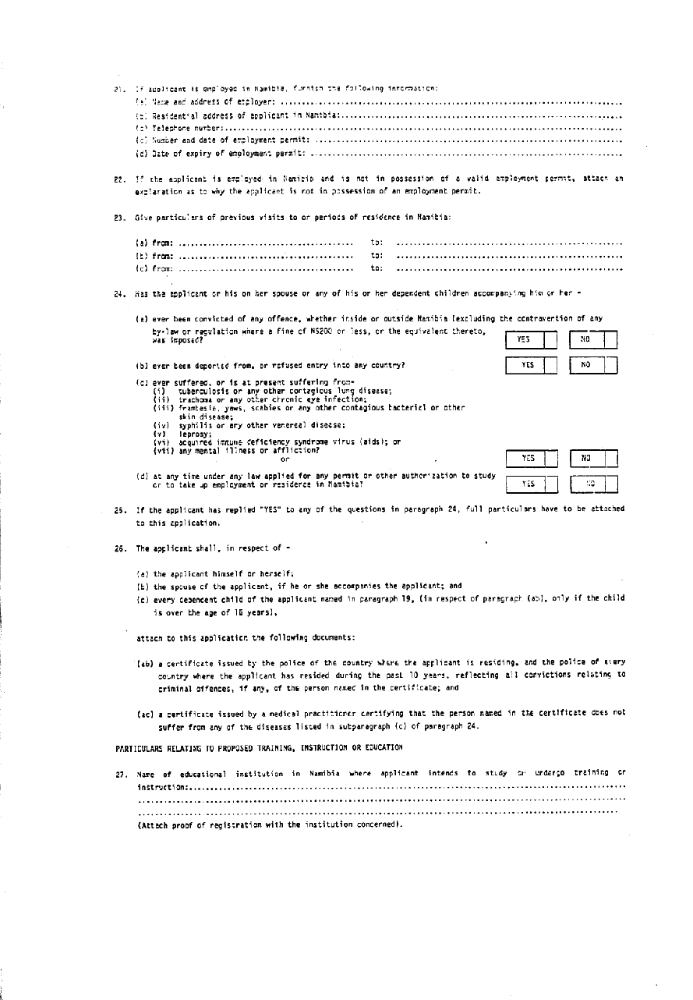 21. If applicant is employed in Namibia, furnish the following information:
(a) Name and address of employer: ................................................................................
(b) Residential address of applicant in Namibia:..................................................................
(c) Telephone number:.............................................................................................
(c) Number and date of employment permit: ........................................................................
(d) Date of expiry of employment permit: .........................................................................
22. If the applicant is employed in Namibia and is not in possession of a valid employment permit, attach an
explanation as to why the applicant is not in possession of an employment permit.
23. Give particulars of previous visits to or periods of residence in Namibia:
(a) from: ......................................... to: .....................................................
(b) from: ......................................... to: .....................................................
(c) from: ......................................... to: .....................................................
24. Has the applicant or his on her spouse or any of his or her dependent children accompanying him or her -
(a) ever been convicted of any offence, whether inside or outside Namibia (excluding the contravention of any
by-law or regulation where a fine of N$200 or less, or the equivalent thereto,
was imposed? YES NO
(b) ever been deported from, or refused entry into any country? YES NO
(c) ever suffered, or is at present suffering from-
(i) tuberculosis or any other contagious lung disease;
(ii) trachoma or any other chronic eye infection;
(iii) frambesia, yaws, scabies or any other contagious bacterial or other
skin disease;
(iv) syphilis or any other venereal disease;
(v) leprosy;
(vi) acquired immune deficiency syndrome virus (aids); or
(vii) any mental illness or affliction?
or YES NO
(d) at any time under any law applied for any permit or other authorization to study
or to take up employment or residence in Namibia? YES NO
25. If the applicant has replied "YES" to any of the questions in paragraph 24, full particulars have to be attached
to this application.
26. The applicant shall, in respect of -
(a) the applicant himself or herself;
(b) the spouse of the applicant, if he or she accompanies the applicant; and
(c) every dependent child of the applicant named in paragraph 19, (in respect of paragraph (ab), only if the child
is over the age of 16 years),
attach to this application the following documents:
(ab) a certificate issued by the police of the country where the applicant is residing, and the police of every
country where the applicant has resided during the past 10 years, reflecting all convictions relating to
criminal offences, if any, of the person named in the certificate; and
(ac) a certificate issued by a medical practitioner certifying that the person named in the certificate does not
suffer from any of the diseases listed in subparagraph (c) of paragraph 24.
PARTICULARS RELATING TO PROPOSED TRAINING, INSTRUCTION OR EDUCATION
27. Name of educational institution in Namibia where applicant intends to study or undergo training or
instruction:......................................................................................................
..................................................................................................................
................................................................................................................
(Attach proof of registration with the institution concerned).